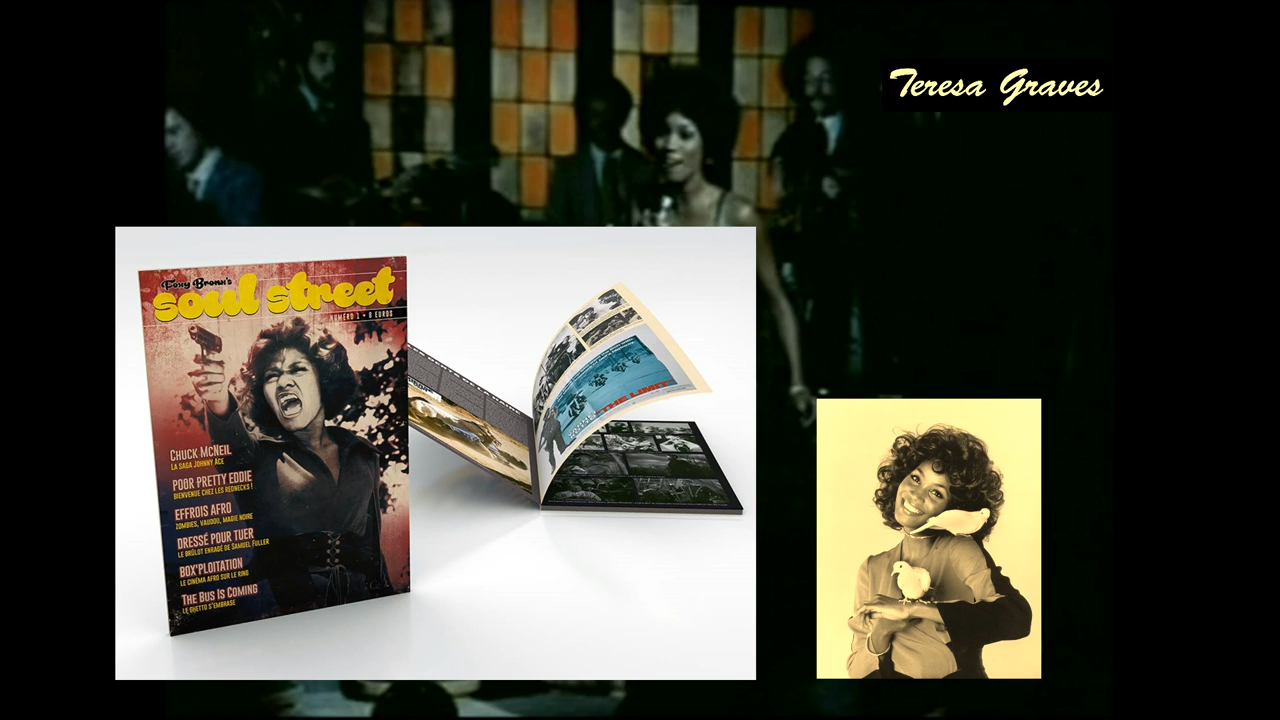 Teresa Graves
Foxy Bronx's
soul street
NUMÉRO 1 • 8 EUROS
CHUCK MCNEIL
LA SAGA JOHNNY ACE
POOR PRETTY EDDIE
BIENVENUE CHEZ LES REDNECKS !
EFFROIS AFRO
ZOMBIES, VAUDOU, MAGIE NOIRE
DRESSÉ POUR TUER
LE BRÛLOT ENRAGÉ DE SAMUEL FULLER
BOX'PLOITATION
LE CINÉMA AFRO SUR LE RING
THE BUS IS COMING
LE GHETTO S'EMBRASE
THE LIMIT